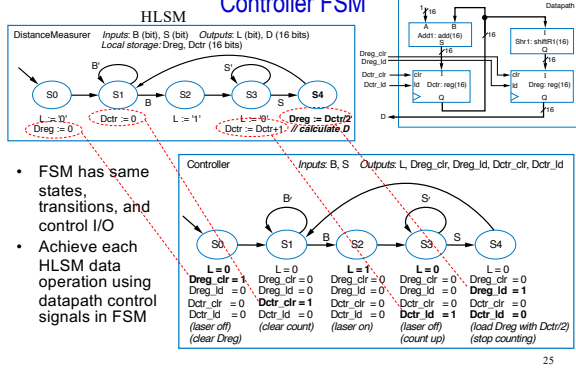 Controller FSM
HLSM
DistanceMeasurer Inputs: B (bit), S (bit) Outputs: L (bit), D (16 bits)
Local storage: Dreg, Dctr (16 bits)
B'
S'
S0
S1
B
S2
S3
S
S4
L := '0'
Dreg := 0
Dctr := 0
L := '1'
L := '0'
Dctr := Dctr+1
Dreg := Dctr/2
// calculate D
Datapath
1
16
A
B
Add1: add(16)
S
16
16
I
Shr1: shiftR1(16)
Q
16
Dreg_clr
Dreg_ld
Dctr_clr
Dctr_ld
clr
ld
I
Dctr: reg(16)
Q
clr
ld
I
Dreg: reg(16)
Q
16
D
• FSM has same
states,
transitions, and
control I/O
• Achieve each
HLSM data
operation using
datapath control
signals in FSM
Controller Inputs: B, S Outputs: L, Dreg_clr, Dreg_ld, Dctr_clr, Dctr_ld
B'
S'
S0
S1
B
S2
S3
S
S4
L = 0
Dreg_clr = 1
Dreg_ld = 0
Dctr_clr = 0
Dctr_ld = 0
(laser off)
(clear Dreg)
L = 0
Dreg_clr = 0
Dreg_ld = 0
Dctr_clr = 1
Dctr_ld = 0
(clear count)
L = 1
Dreg_clr = 0
Dreg_ld = 0
Dctr_clr = 0
Dctr_ld = 0
(laser on)
L = 0
Dreg_clr = 0
Dreg_ld = 0
Dctr_clr = 0
Dctr_ld = 1
(laser off)
(count up)
L = 0
Dreg_clr = 0
Dreg_ld = 1
Dctr_clr = 0
Dctr_ld = 0
(load Dreg with Dctr/2)
(stop counting)
25